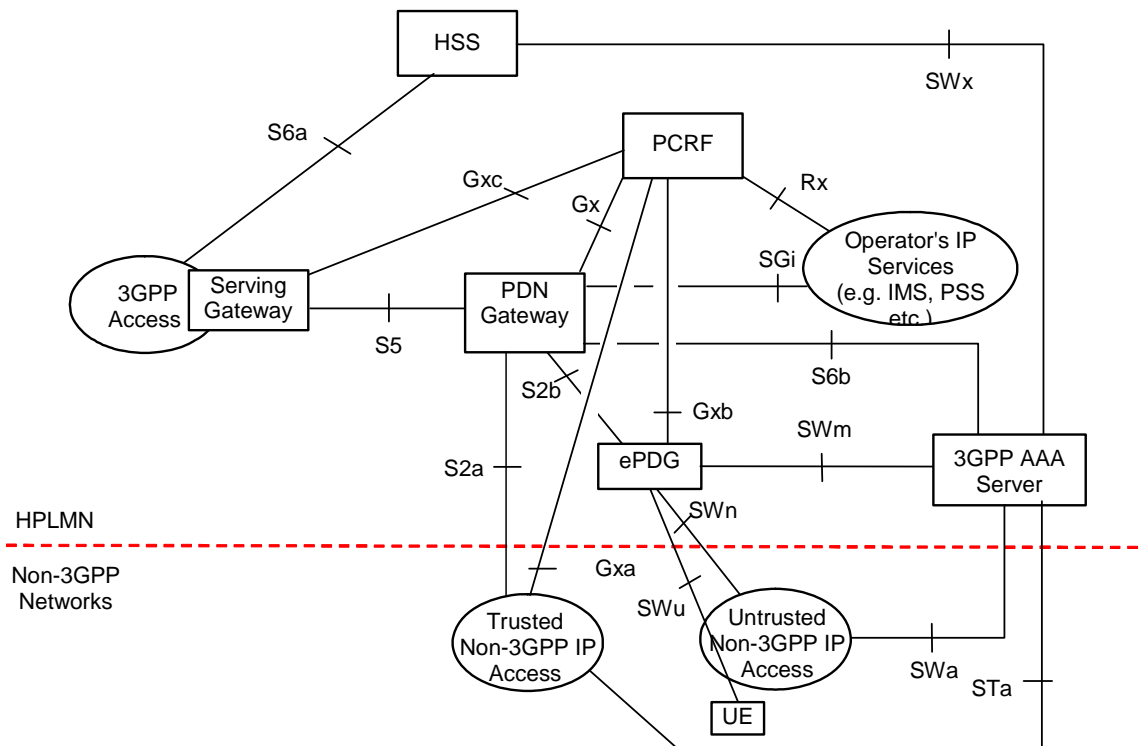 HSS
SWx
S6a
PCRF
Gxc
Gx
Rx
Operator's IP
Services
(e.g. IMS, PSS
etc.)
SGi
3GPP
Access
Serving
Gateway
PDN
Gateway
S5
S6b
S2b
Gxb
SWm
S2a
ePDG
3GPP AAA
Server
SWn
HPLMN
Non-3GPP
Networks
Gxa
SWu
Trusted
Non-3GPP IP
Access
Untrusted
Non-3GPP IP
Access
SWa
STa
UE